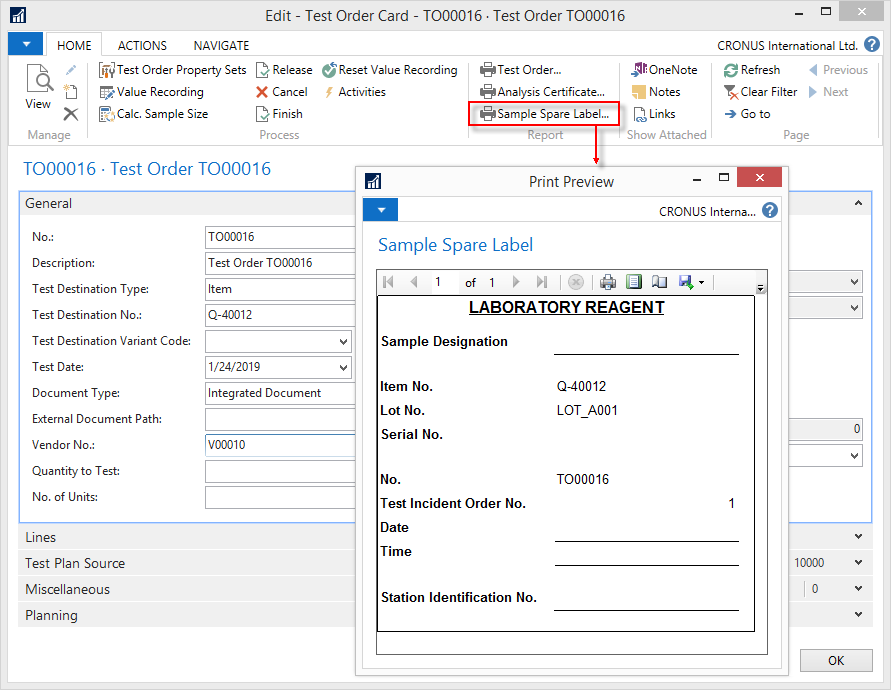 Edit - Test Order Card - TO00016 · Test Order TO00016
HOME ACTIONS NAVIGATE CRONUS International Ltd. ?
View
Manage
Test Order Property Sets Release Reset Value Recording
Value Recording Cancel Activities
Calc. Sample Size Finish
Process
Test Order...
Analysis Certificate...
Sample Spare Label...
Report
OneNote
Notes
Links
Show Attached
Refresh Previous
Clear Filter Next
Go to
Page
TO00016 · Test Order TO00016
General
No.: TO00016
Description: Test Order TO00016
Test Destination Type: Item
Test Destination No.: Q-40012
Test Destination Variant Code:
Test Date: 1/24/2019
Document Type: Integrated Document
External Document Path:
Vendor No.: V00010
Quantity to Test:
No. of Units:
0
Lines
Test Plan Source 10000
Miscellaneous 0
Planning
OK
Print Preview
CRONUS Interna... ?
Sample Spare Label
1 of 1
LABORATORY REAGENT
Sample Designation
Item No. Q-40012
Lot No. LOT_A001
Serial No.
No. TO00016
Test Incident Order No. 1
Date
Time
Station Identification No.